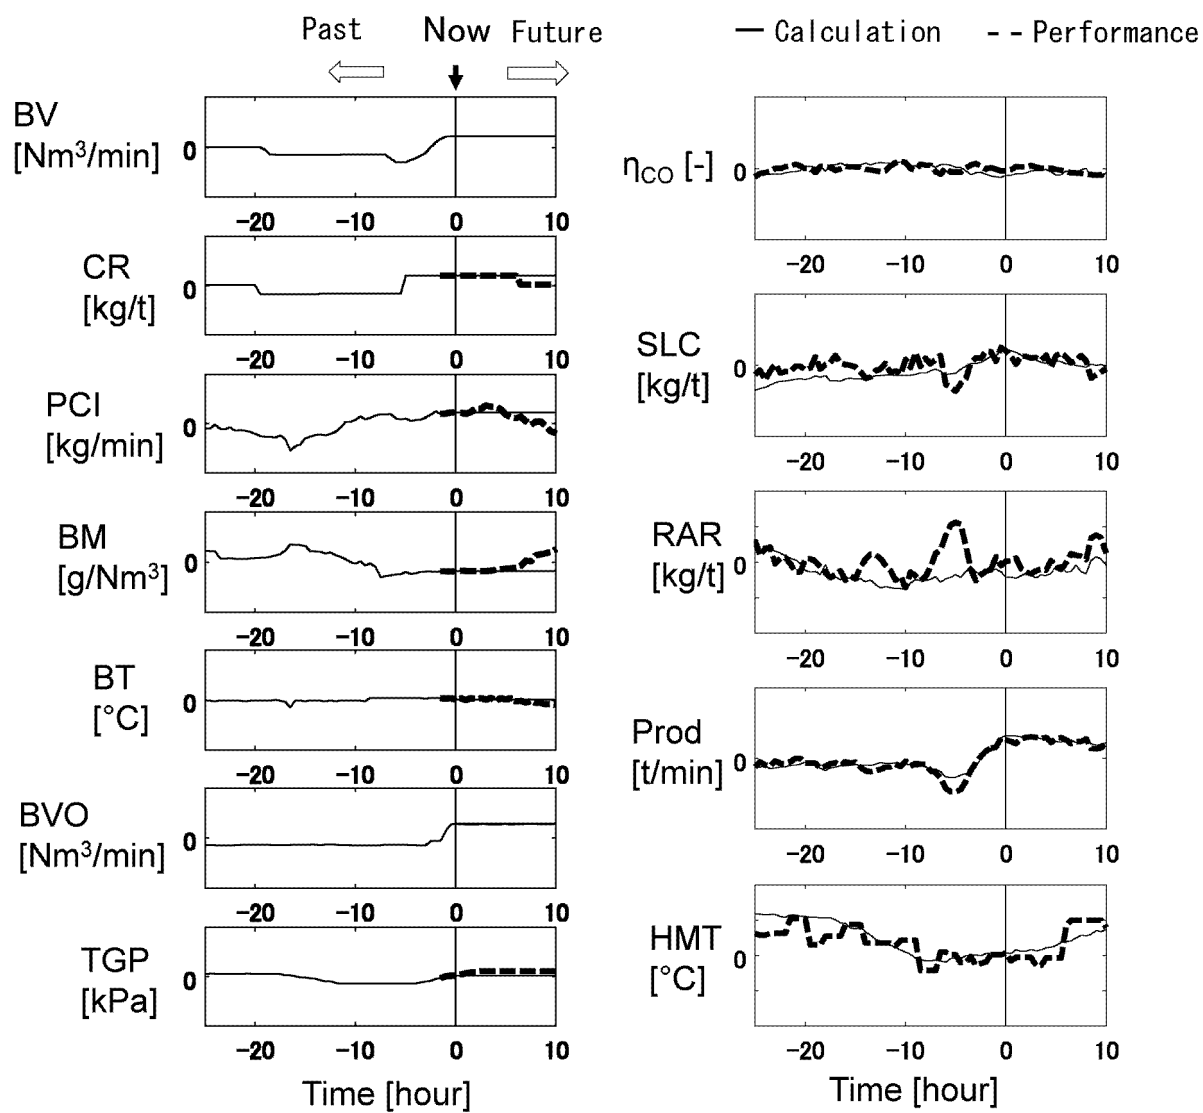 Past Now Future
— Calculation -- Performance
BV
[Nm³/min]
0
−20 −10 0 10
CR
[kg/t]
0
−20 −10 0 10
PCI
[kg/min]
0
−20 −10 0 10
BM
[g/Nm³]
0
−20 −10 0 10
BT
[°C]
0
−20 −10 0 10
BVO
[Nm³/min]
0
−20 −10 0 10
TGP
[kPa]
0
−20 −10 0 10
Time [hour]
ηCO [-]
0
−20 −10 0 10
SLC
[kg/t]
0
−20 −10 0 10
RAR
[kg/t]
0
−20 −10 0 10
Prod
[t/min]
0
−20 −10 0 10
HMT
[°C]
0
−20 −10 0 10
Time [hour]